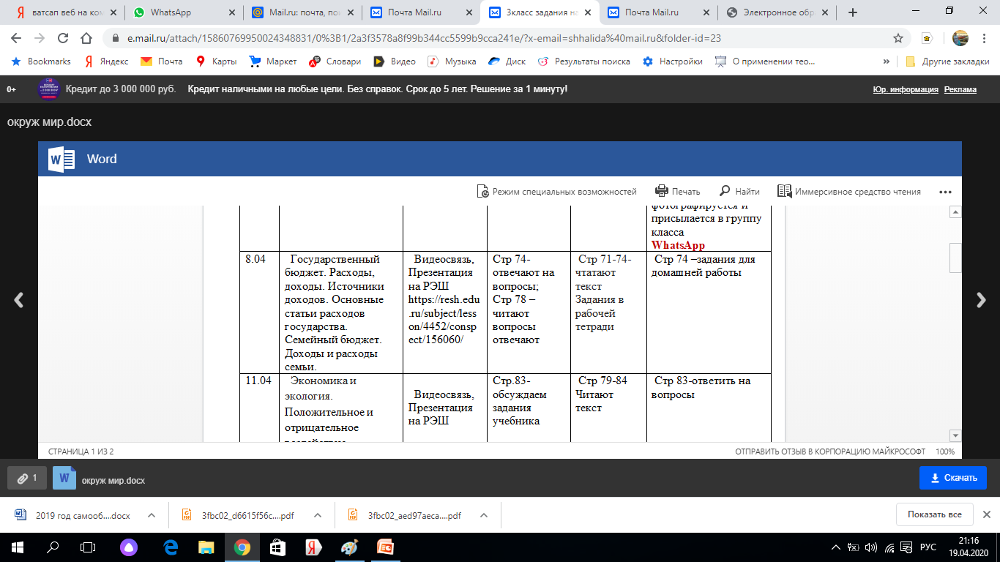 ватсап веб на ком
WhatsApp
Mail.ru: почта, пои
Почта Mail.ru
3класс задания на
Почта Mail.ru
Электронное обра
e.mail.ru/attach/15860769950024348831/0%3B1/2a3f3578a8f99b344cc5599b9cca241e/?x-email=shhalida%40mail.ru&folder-id=23
Bookmarks
Яндекс
Почта
Карты
Маркет
Словари
Видео
Музыка
Диск
Результаты поиска
Настройки
О применении тео...
»
Другие закладки
0+
Кредит до 3 000 000 руб. Кредит наличными на любые цели. Без справок. Срок до 5 лет. Решение за 1 минуту!
Юр. информация Реклама
окруж мир.docx
Word
Режим специальных возможностей
Печать
Найти
Иммерсивное средство чтения
фотографируется и
присылается в группу
класса
WhatsApp
8.04
Государственный
бюджет. Расходы,
доходы. Источники
доходов. Основные
статьи расходов
государства.
Семейный бюджет.
Доходы и расходы
семьи.
Видеосвязь,
Презентация
на РЭШ
https://resh.edu
.ru/subject/less
on/4452/consp
ect/156060/
Стр 74-
отвечают на
вопросы;
Стр 78 –
читают
вопросы
отвечают
Стр 71-74-
чтатают
текст
Задания в
рабочей
тетради
Стр 74 –задания для
домашней работы
11.04
Экономика и
экология.
Положительное и
отрицательное
Видеосвязь,
Презентация
на РЭШ
Стр.83-
обсуждаем
задания
учебника
Стр 79-84
Читают
текст
Стр 83-ответить на
вопросы
СТРАНИЦА 1 ИЗ 2
ОТПРАВИТЬ ОТЗЫВ В КОРПОРАЦИЮ МАЙКРОСОФТ 100%
1
окруж мир.docx
Скачать
2019 год самооб....docx
3fbc02_d6615f56c....pdf
3fbc02_aed97aeca....pdf
Показать все
РУС
21:16
19.04.2020